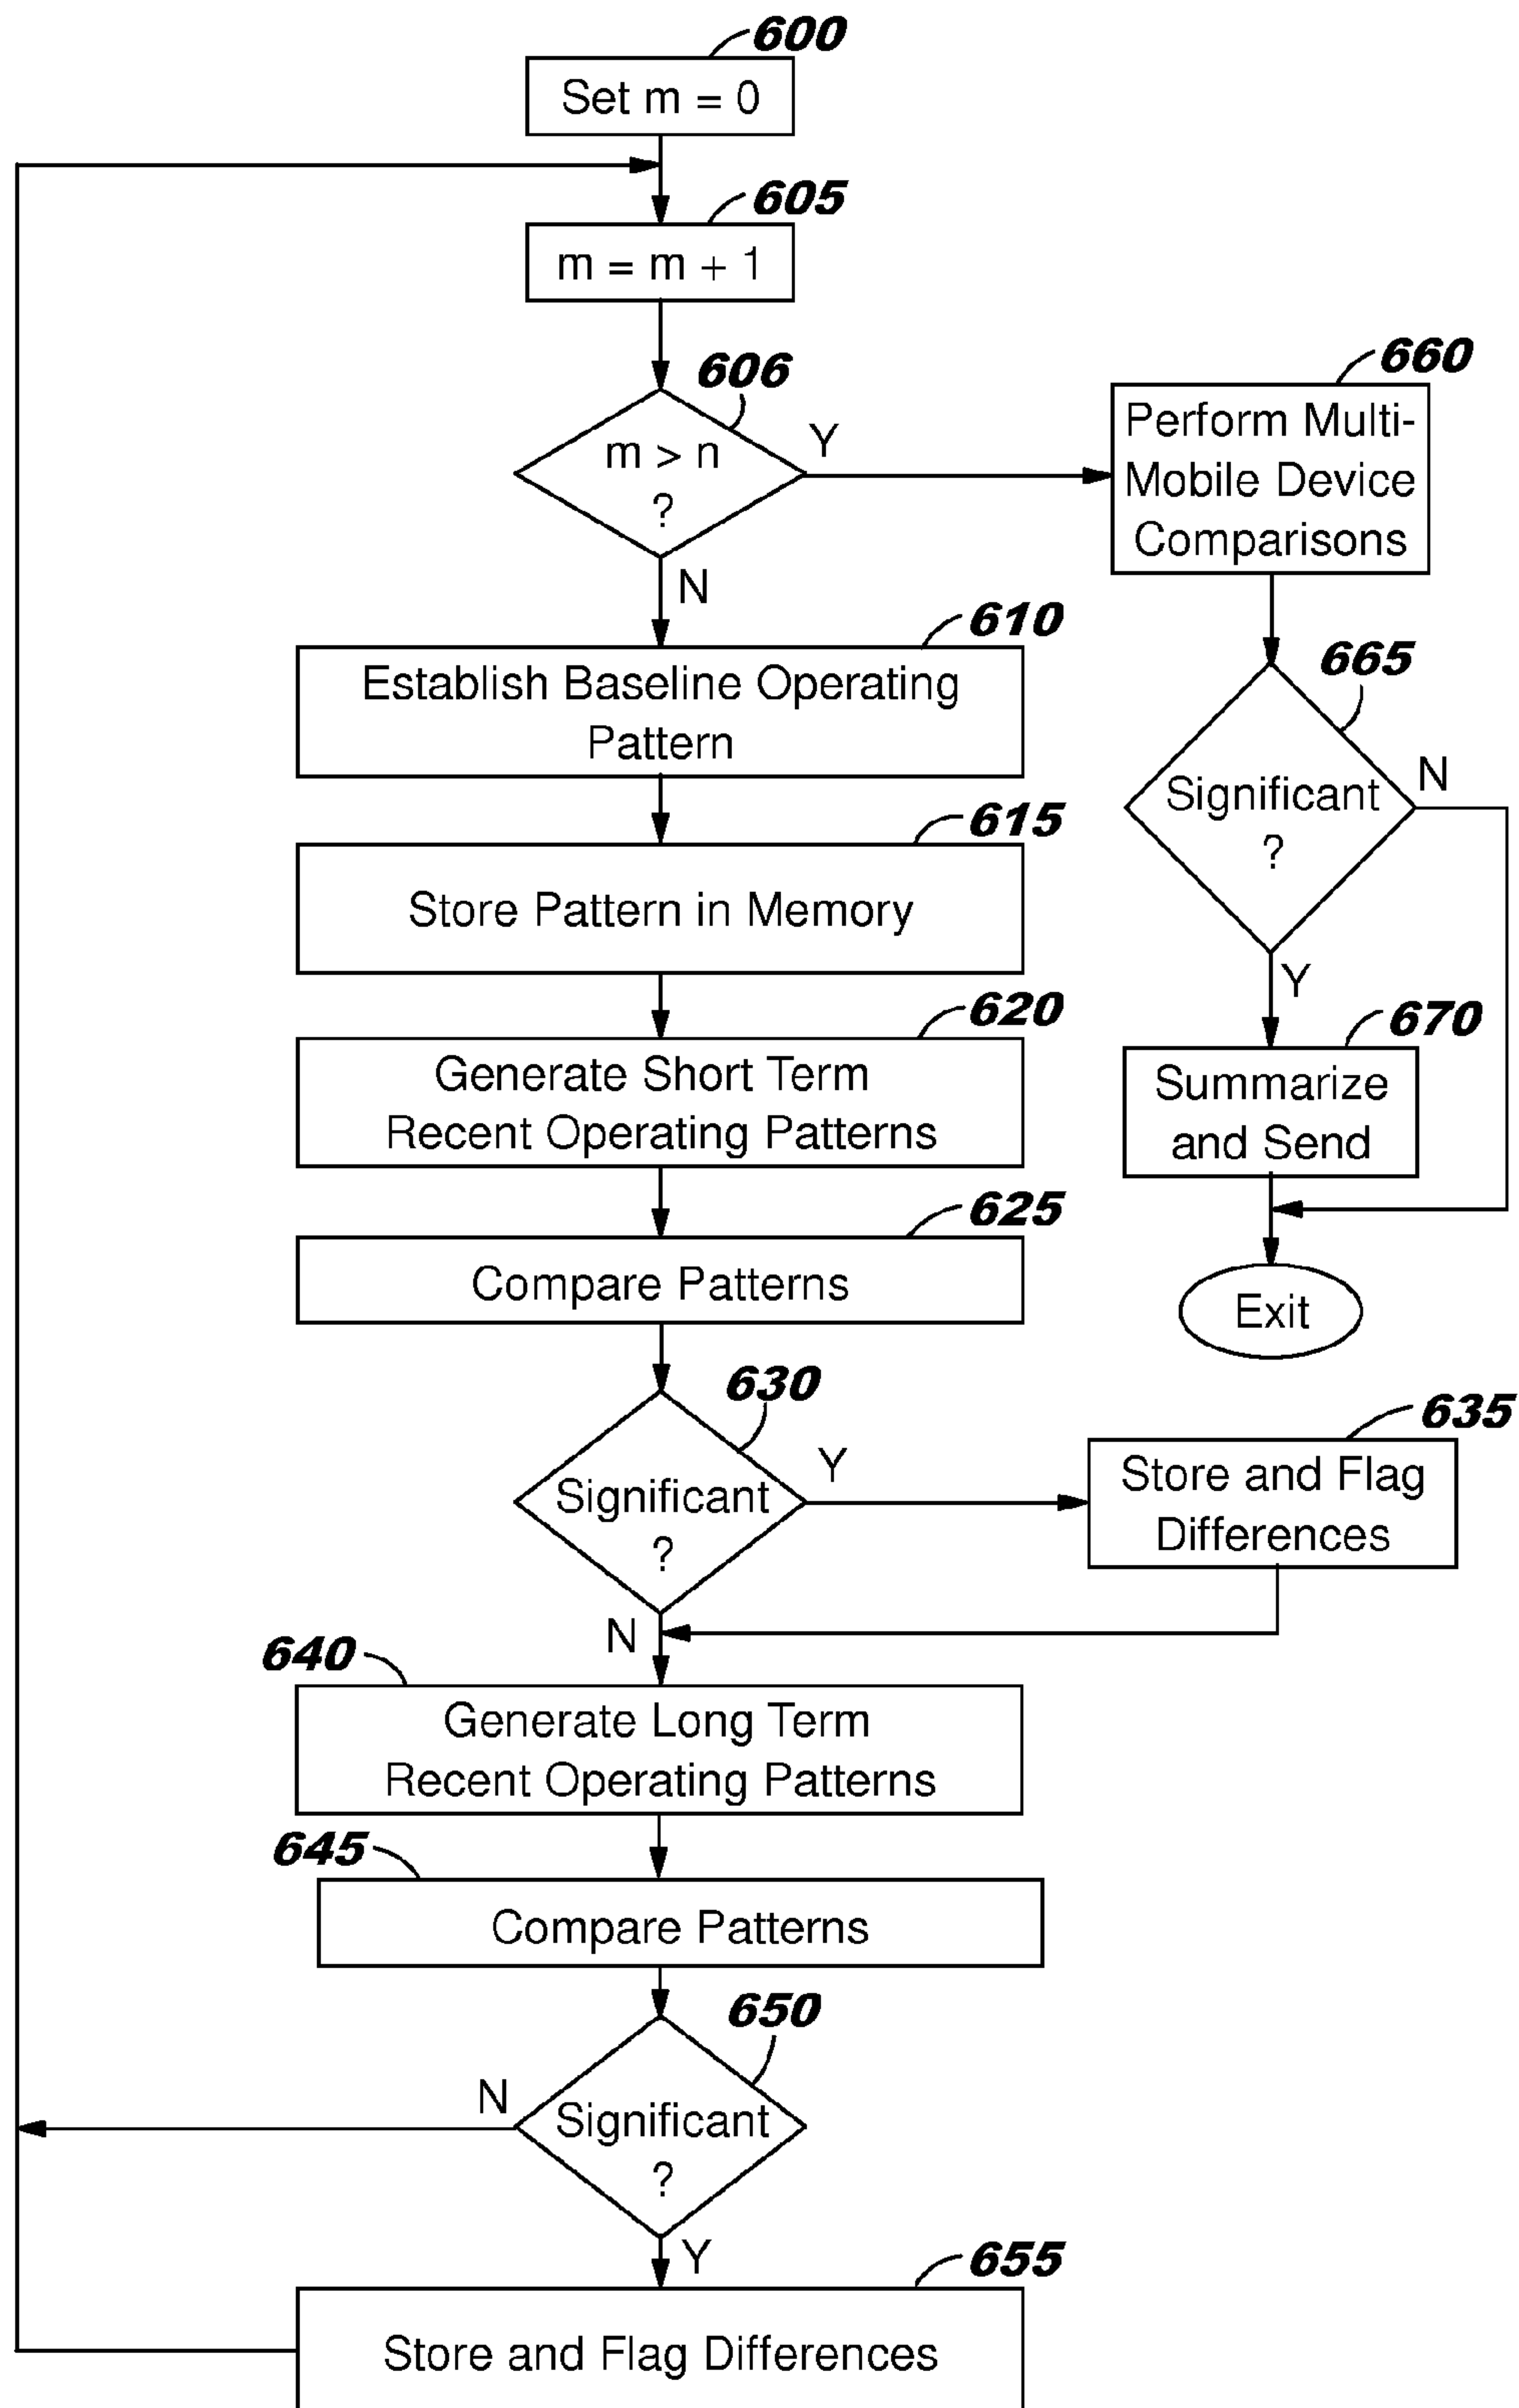 600
Set m = 0
605
m = m + 1
606
m > n
?
Y
N
660
Perform Multi-
Mobile Device
Comparisons
610
Establish Baseline Operating
Pattern
665
Significant
?
N
Y
615
Store Pattern in Memory
620
Generate Short Term
Recent Operating Patterns
670
Summarize
and Send
625
Compare Patterns
Exit
630
Significant
?
Y
N
635
Store and Flag
Differences
640
Generate Long Term
Recent Operating Patterns
645
Compare Patterns
650
Significant
?
N
Y
655
Store and Flag Differences